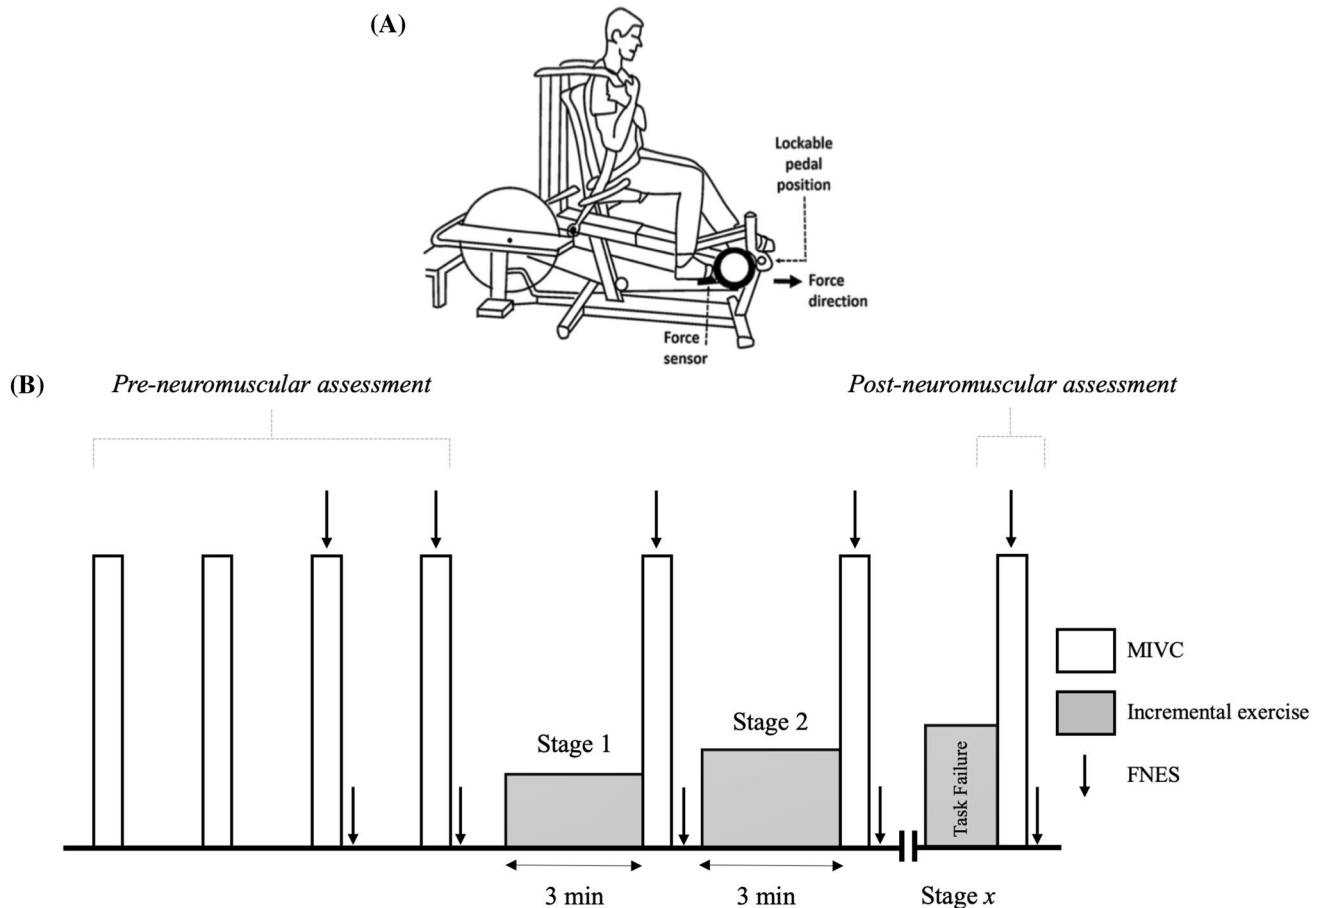 (A)
Lockable
pedal
position
Force
direction
Force
sensor
(B)
Pre-neuromuscular assessment
Post-neuromuscular assessment
Stage 1
Stage 2
Task Failure
MIVC
Incremental exercise
FNES
3 min
3 min
Stage x